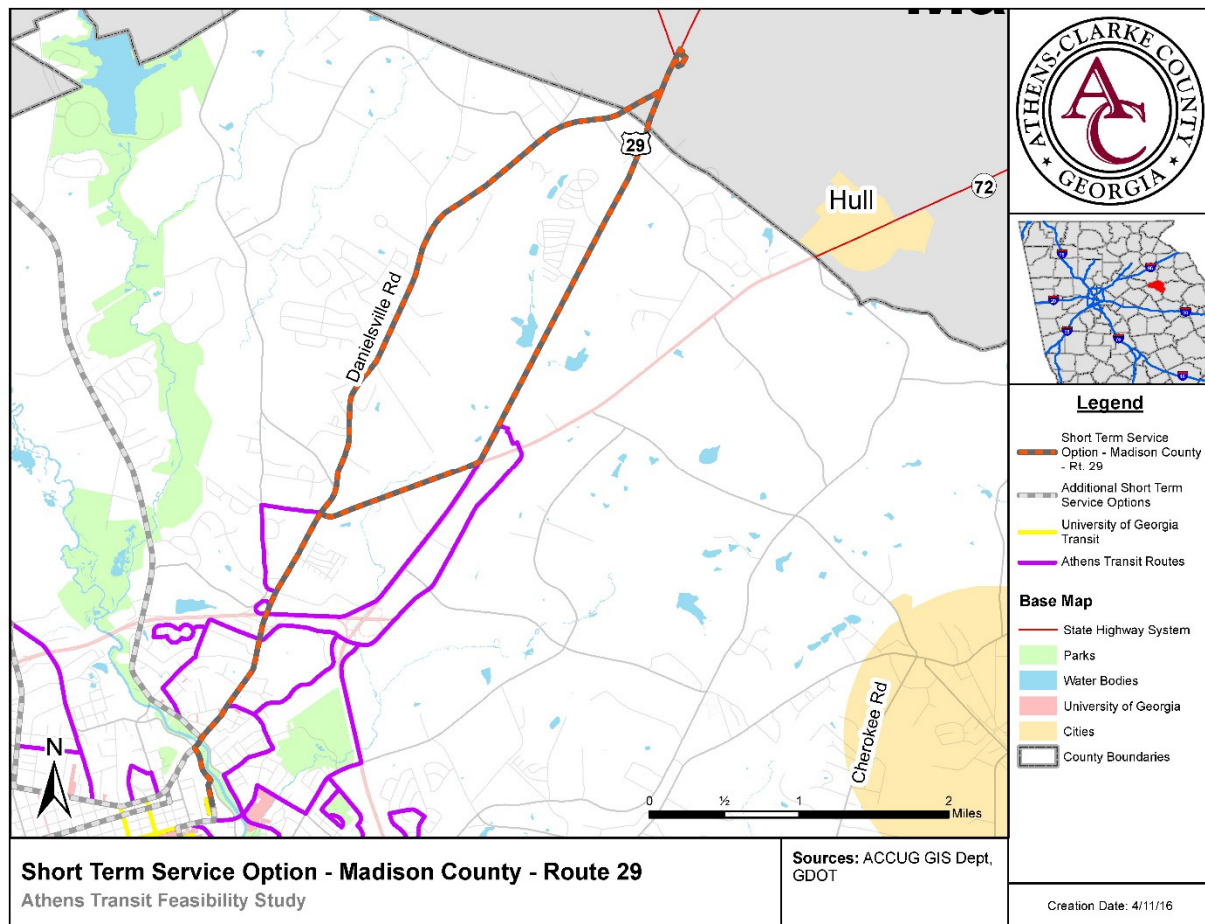 Hull
72
29
Danielsville Rd
Cherokee Rd
N
0 ½ 1 2
Miles
ATHENS-CLARKE COUNTY
AC
★ GEORGIA ★
Legend
Short Term Service
Option - Madison County
- Rt. 29
Additional Short Term
Service Options
University of Georgia
Transit
Athens Transit Routes
Base Map
State Highway System
Parks
Water Bodies
University of Georgia
Cities
County Boundaries
Short Term Service Option - Madison County - Route 29
Athens Transit Feasibility Study
Sources: ACCUG GIS Dept,
GDOT
Creation Date: 4/11/16